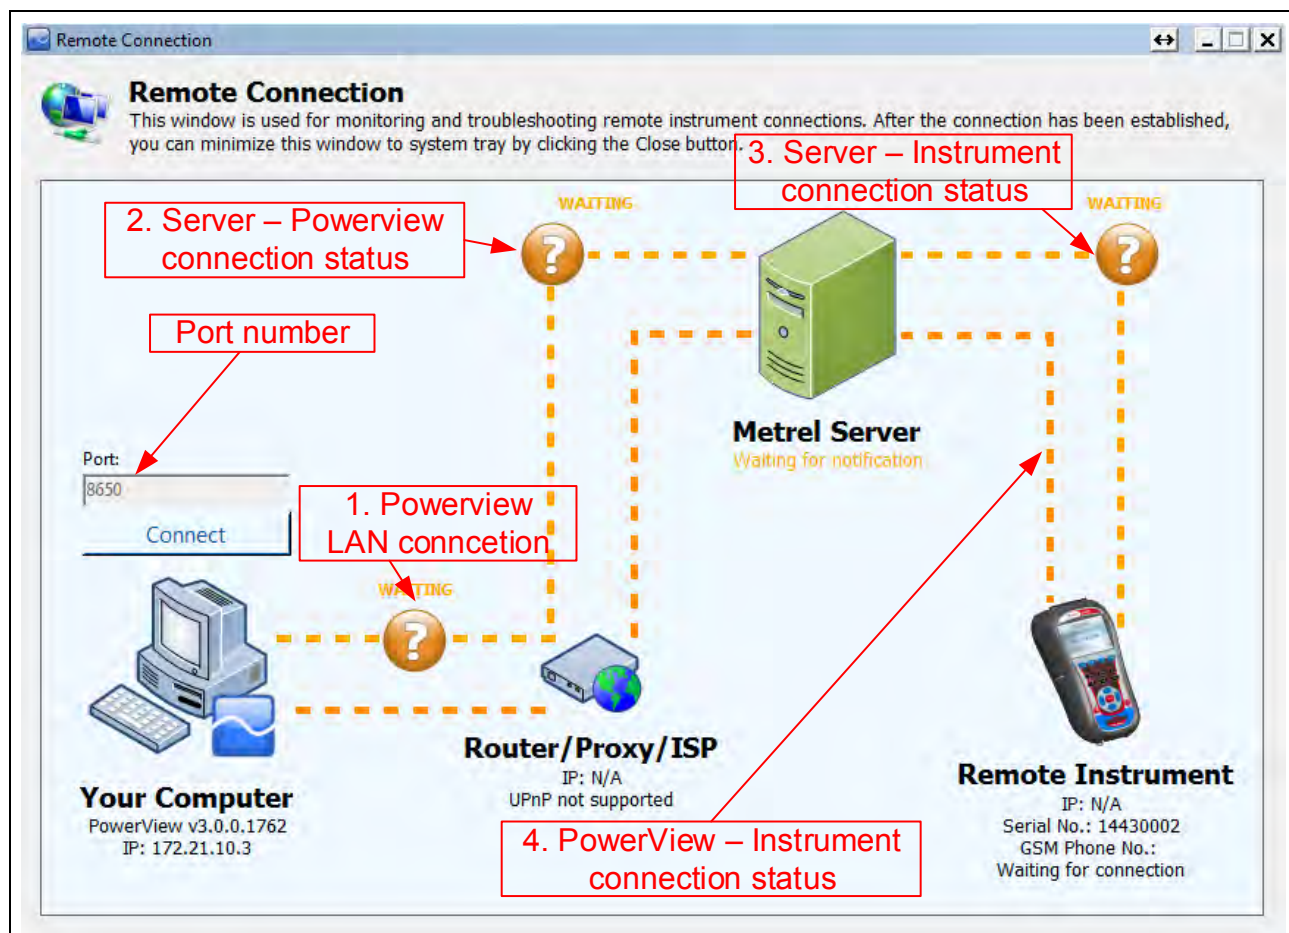 Remote Connection
Remote Connection
This window is used for monitoring and troubleshooting remote instrument connections. After the connection has been established,
you can minimize this window to system tray by clicking the Close button.
3. Server – Instrument
connection status
WAITING
WAITING
2. Server – Powerview
connection status
Port number
Metrel Server
Waiting for notification
Port:
8650
Connect
1. Powerview
LAN conncetion
WAITING
Router/Proxy/ISP
IP: N/A
UPnP not supported
Your Computer
PowerView v3.0.0.1762
IP: 172.21.10.3
Remote Instrument
IP: N/A
Serial No.: 14430002
GSM Phone No.:
Waiting for connection
4. PowerView – Instrument
connection status